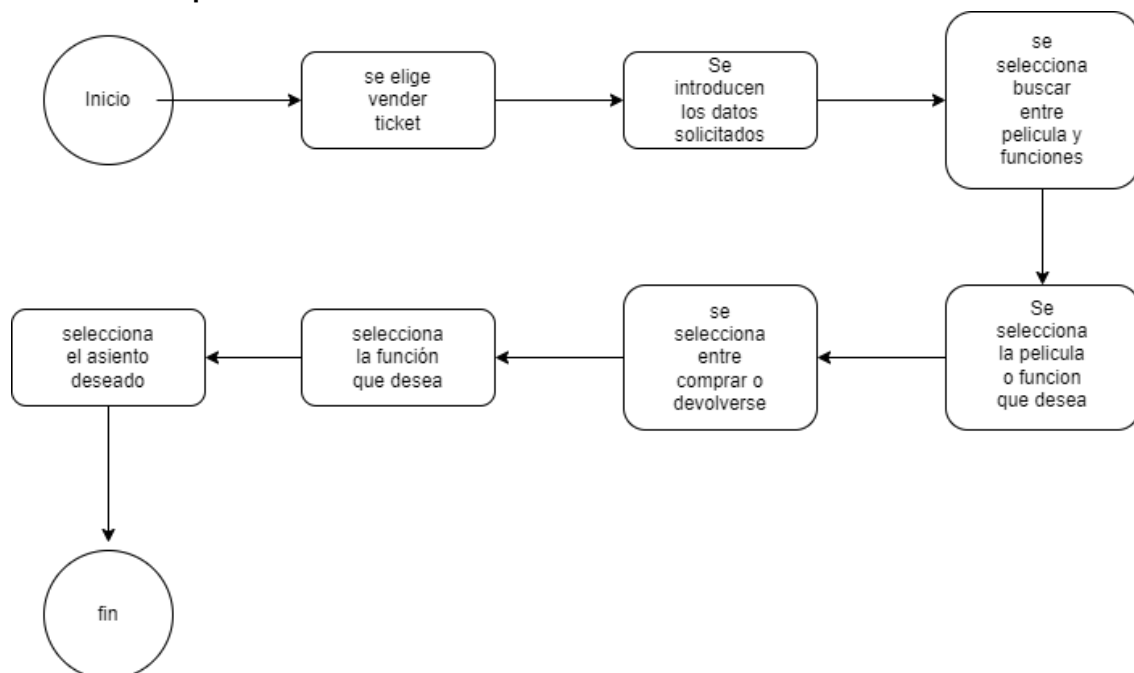 Inicio
se elige
vender
ticket
Se
introducen
los datos
solicitados
se
selecciona
buscar
entre
pelicula y
funciones
Se
selecciona
la pelicula
o funcion
que desea
se
selecciona
entre
comprar o
devolverse
selecciona
la función
que desea
selecciona
el asiento
deseado
fin